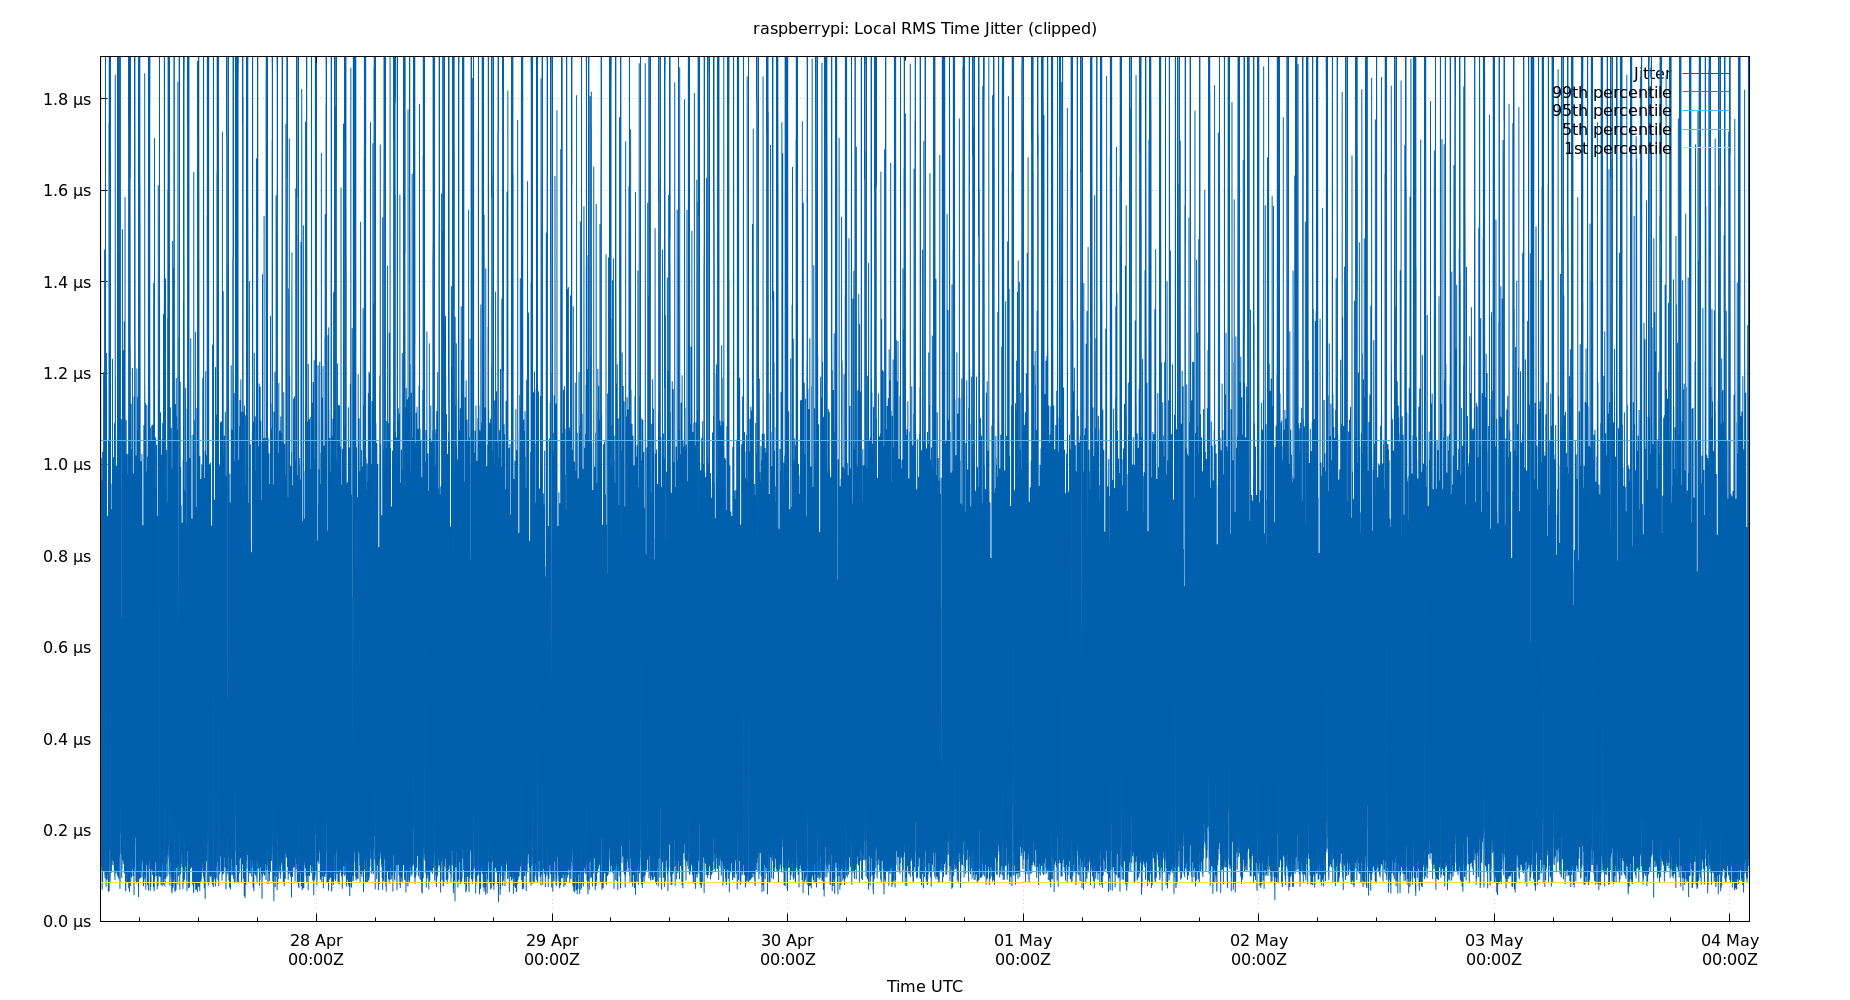 raspberrypi: Local RMS Time Jitter (clipped)
Jitter
99th percentile
95th percentile
5th percentile
1st percentile
1.8 µs
1.6 µs
1.4 µs
1.2 µs
1.0 µs
0.8 µs
0.6 µs
0.4 µs
0.2 µs
0.0 µs
28 Apr 29 Apr 30 Apr 01 May 02 May 03 May 04 May
00:00Z 00:00Z 00:00Z 00:00Z 00:00Z 00:00Z 00:00Z
Time UTC